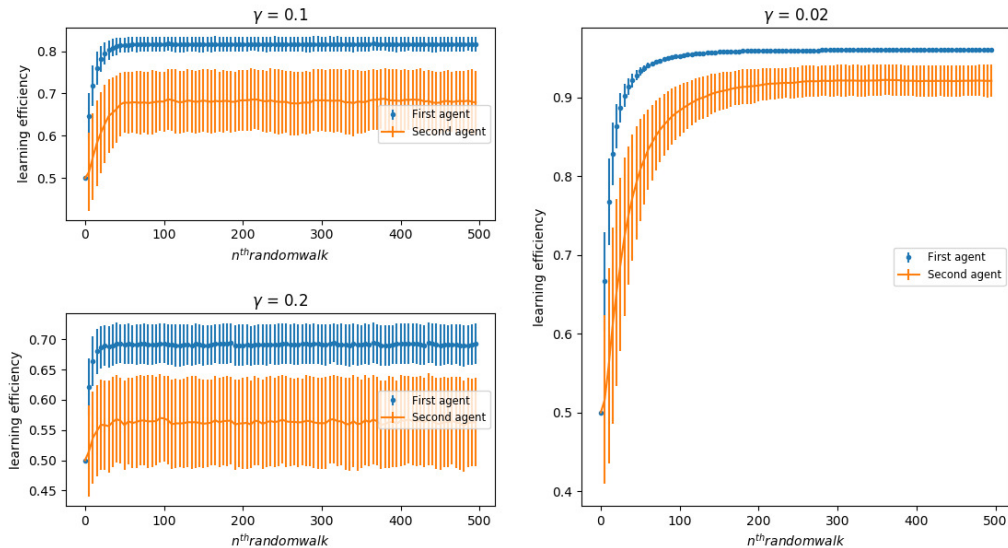 γ = 0.1
learning efficiency
0.8
0.7
0.6
0.5
First agent
Second agent
0 100 200 300 400 500
n^th randomwalk
γ = 0.2
learning efficiency
0.70
0.65
0.60
0.55
0.50
0.45
First agent
Second agent
0 100 200 300 400 500
n^th randomwalk
γ = 0.02
learning efficiency
0.9
0.8
0.7
0.6
0.5
0.4
First agent
Second agent
0 100 200 300 400 500
n^th randomwalk